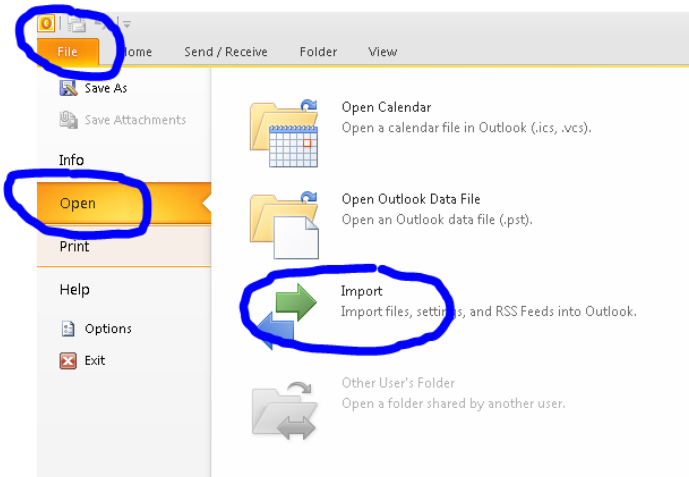 File Home Send / Receive Folder View
Save As
Save Attachments
Info
Open
Print
Help
Options
Exit
Open Calendar
Open a calendar file in Outlook (.ics, .vcs).
Open Outlook Data File
Open an Outlook data file (.pst).
Import
Import files, settings, and RSS Feeds into Outlook.
Other User's Folder
Open a folder shared by another user.